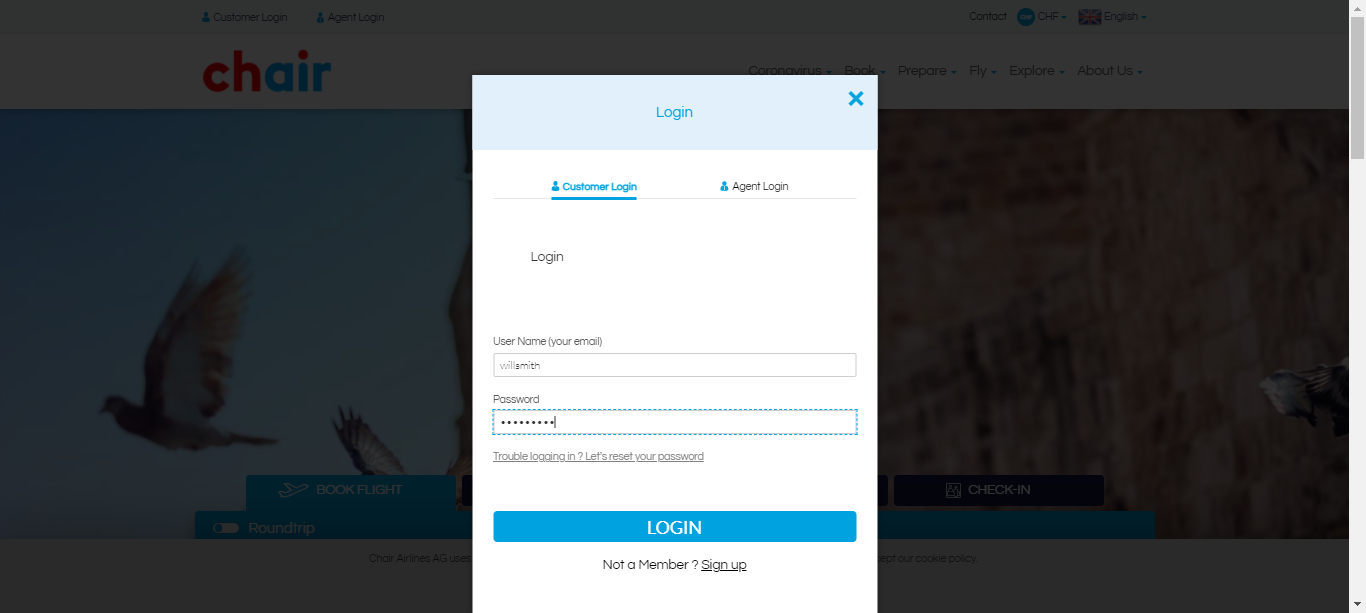 Customer Login
Agent Login
Contact
CHF
English
chair
Coronavirus
Book
Prepare
Fly
Explore
About Us
Login
Customer Login
Agent Login
Login
User Name (your email)
willsmith
Password
•••••••••
Trouble logging in ? Let's reset your password
LOGIN
Not a Member ? Sign up
BOOK FLIGHT
CHECK-IN
Roundtrip
Chair Airlines AG uses
our cookie policy.